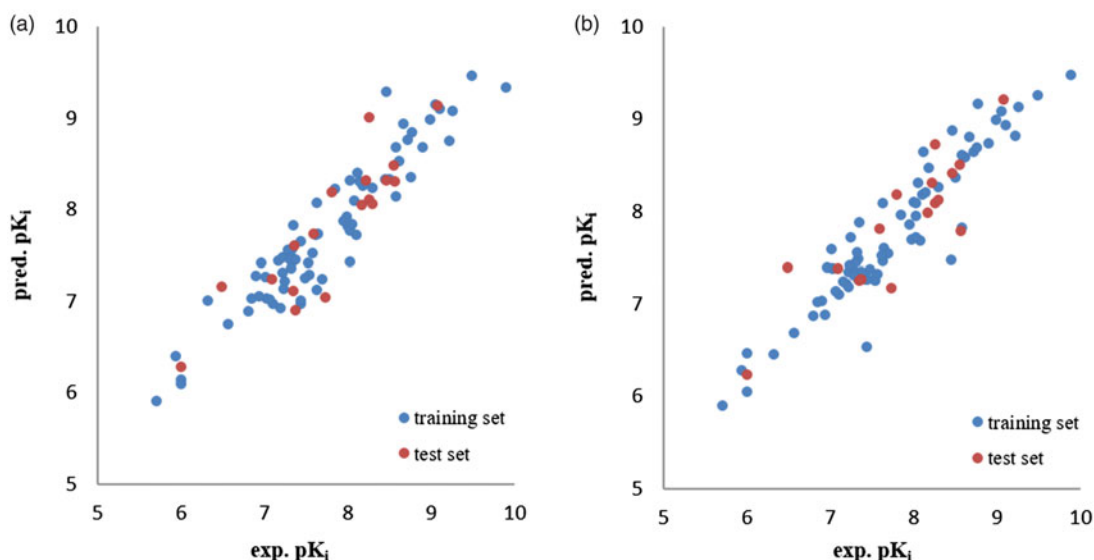 (a)
10
9
8
7
6
5
pred. pKi
training set
test set
5 6 7 8 9 10
exp. pKi
(b)
10
9
8
7
6
5
pred. pKi
training set
test set
5 6 7 8 9 10
exp. pKi